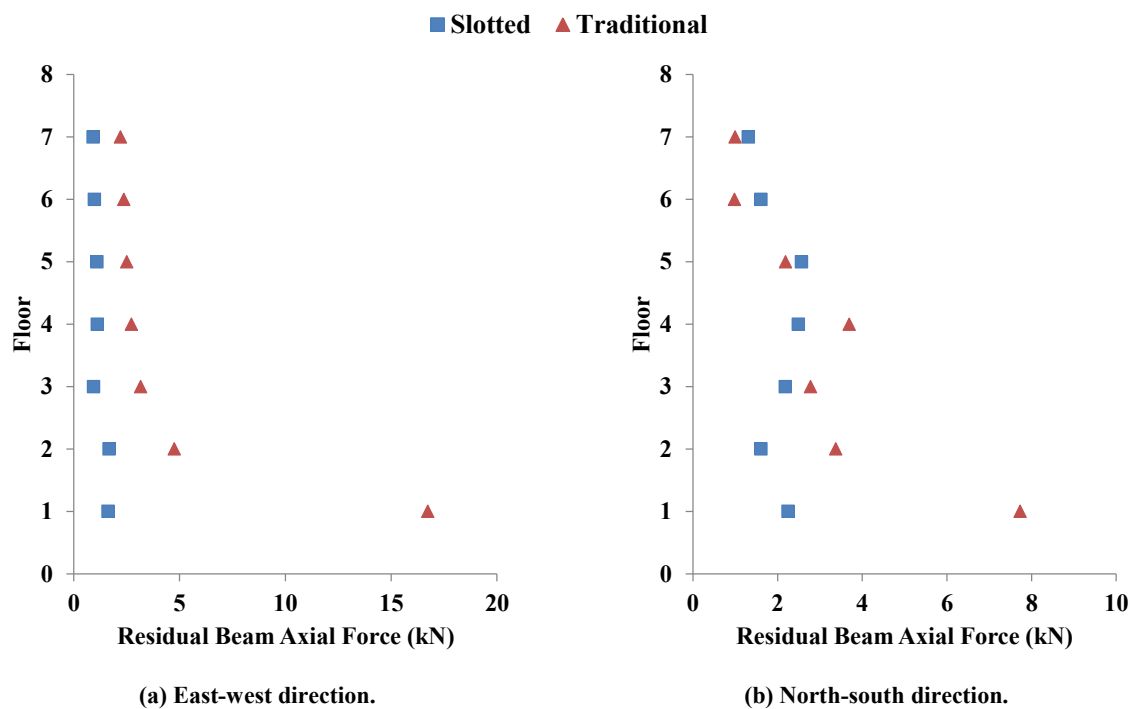 Slotted Traditional
8
7
6
5
4
3
2
1
0
Floor
0 5 10 15 20
Residual Beam Axial Force (kN)
(a) East-west direction.
8
7
6
5
4
3
2
1
0
Floor
0 2 4 6 8 10
Residual Beam Axial Force (kN)
(b) North-south direction.